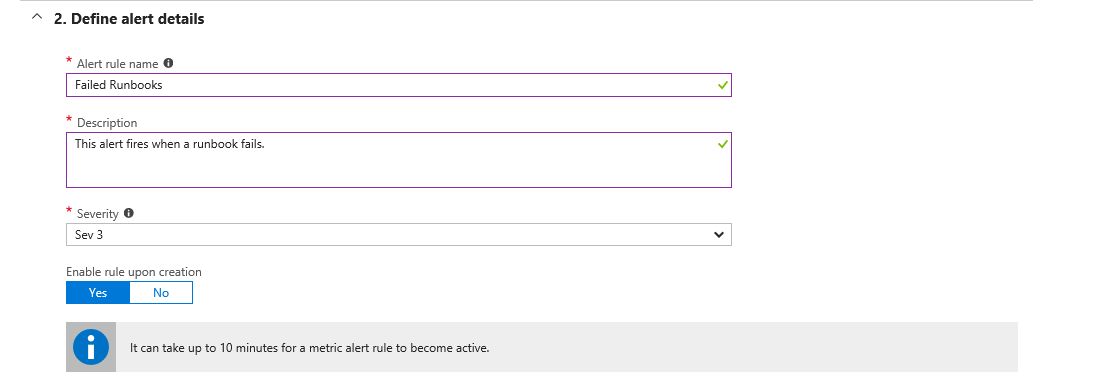 2. Define alert details
* Alert rule name
Failed Runbooks
* Description
This alert fires when a runbook fails.
* Severity
Sev 3
Enable rule upon creation
Yes No
It can take up to 10 minutes for a metric alert rule to become active.